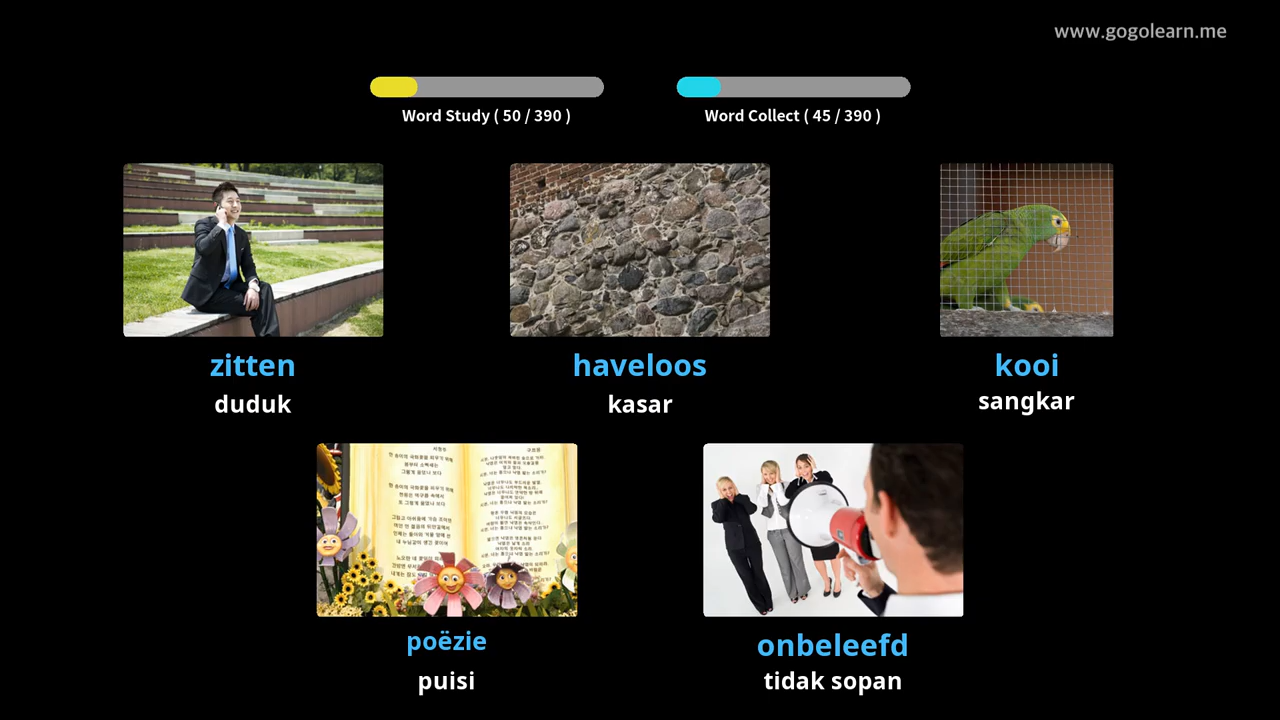 www.gogolearn.me
Word Study ( 50 / 390 )
Word Collect ( 45 / 390 )
zitten
duduk
haveloos
kasar
kooi
sangkar
poëzie
puisi
onbeleefd
tidak sopan